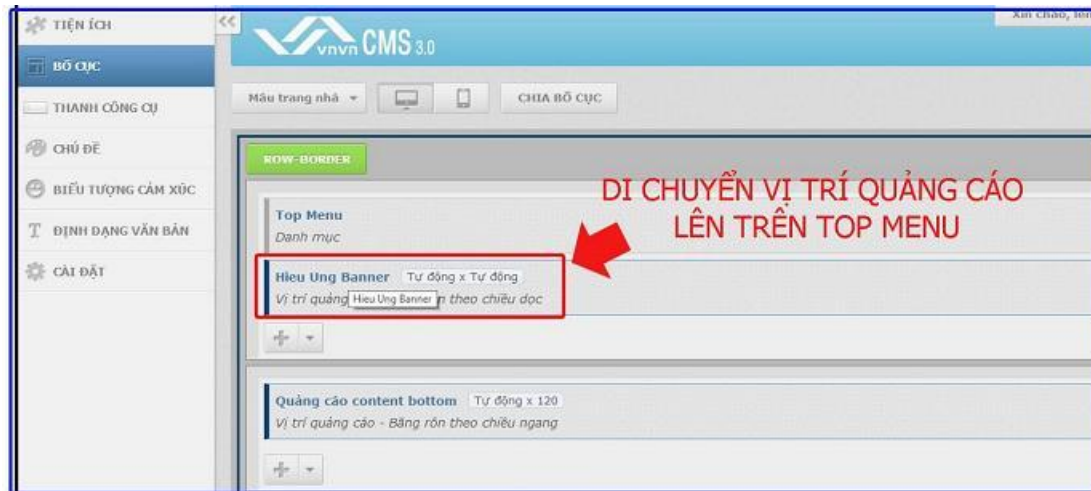 TIỆN ÍCH
BỐ CỤC
THANH CÔNG CỤ
CHỦ ĐỀ
BIỂU TƯỢNG CẢM XÚC
ĐỊNH DẠNG VĂN BẢN
CÀI ĐẶT
Xin chào,
vnvn CMS 3.0
Mẫu trang nhà
CHIA BỐ CỤC
ROW-BORDER
DI CHUYỂN VỊ TRÍ QUẢNG CÁO
LÊN TRÊN TOP MENU
Top Menu
Danh mục
Hieu Ung Banner Tự động x Tự động
Vị trí quảng Hieu Ung Banner n theo chiều dọc
Quảng cáo content bottom Tự động x 120
Vị trí quảng cáo - Băng rôn theo chiều ngang